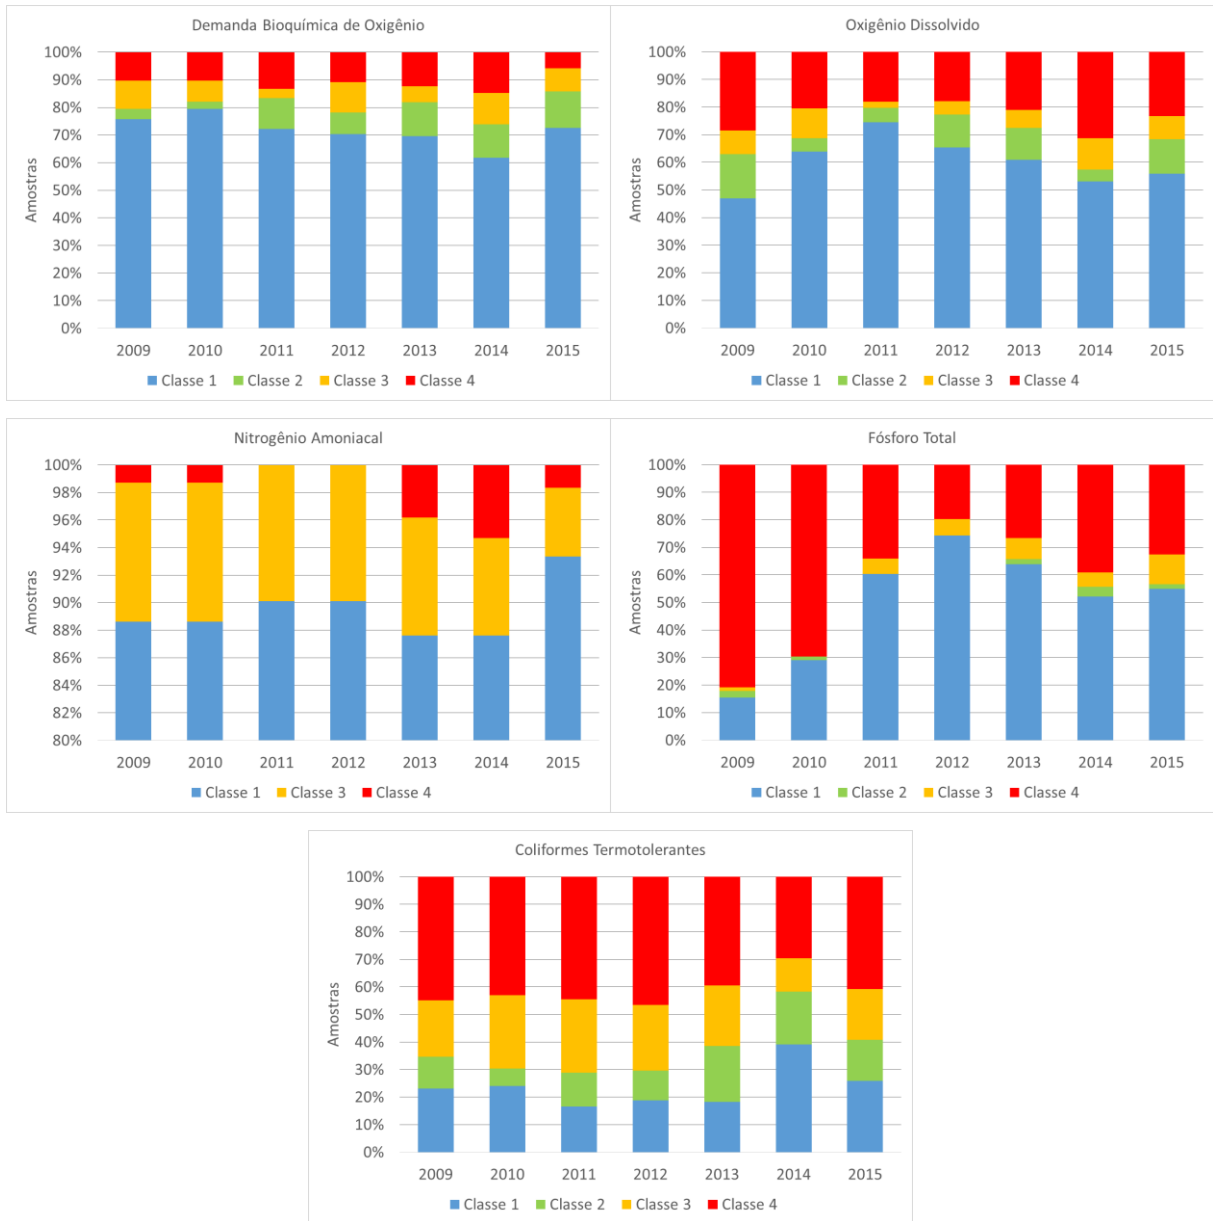 Demanda Bioquímica de Oxigênio
100%
90%
80%
70%
60%
50%
40%
30%
20%
10%
0%
Amostras
2009 2010 2011 2012 2013 2014 2015
Classe 1 Classe 2 Classe 3 Classe 4
Oxigênio Dissolvido
100%
90%
80%
70%
60%
50%
40%
30%
20%
10%
0%
Amostras
2009 2010 2011 2012 2013 2014 2015
Classe 1 Classe 2 Classe 3 Classe 4
Nitrogênio Amoniacal
100%
98%
96%
94%
92%
90%
88%
86%
84%
82%
80%
Amostras
2009 2010 2011 2012 2013 2014 2015
Classe 1 Classe 3 Classe 4
Fósforo Total
100%
90%
80%
70%
60%
50%
40%
30%
20%
10%
0%
Amostras
2009 2010 2011 2012 2013 2014 2015
Classe 1 Classe 2 Classe 3 Classe 4
Coliformes Termotolerantes
100%
90%
80%
70%
60%
50%
40%
30%
20%
10%
0%
Amostras
2009 2010 2011 2012 2013 2014 2015
Classe 1 Classe 2 Classe 3 Classe 4